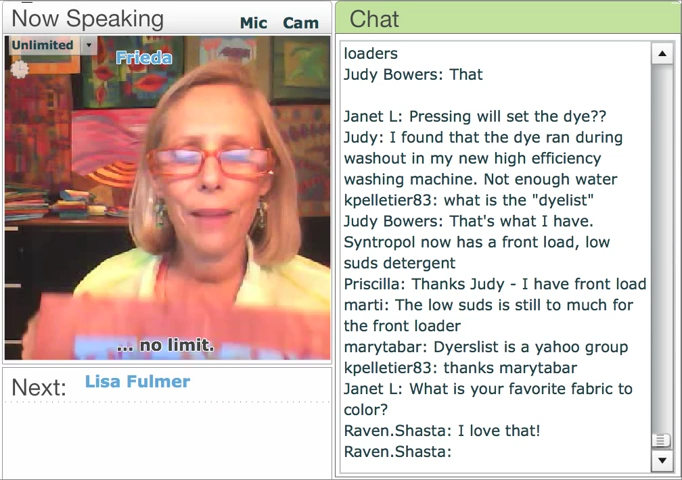 Now Speaking
Mic Cam
Unlimited
Frieda
... no limit.
Next: Lisa Fulmer
Chat
loaders
Judy Bowers: That
Janet L: Pressing will set the dye??
Judy: I found that the dye ran during
washout in my new high efficiency
washing machine. Not enough water
kpelletier83: what is the "dyelist"
Judy Bowers: That's what I have.
Syntropol now has a front load, low
suds detergent
Priscilla: Thanks Judy - I have front load
marti: The low suds is still to much for
the front loader
marytabar: Dyerslist is a yahoo group
kpelletier83: thanks marytabar
Janet L: What is your favorite fabric to
color?
Raven.Shasta: I love that!
Raven.Shasta: